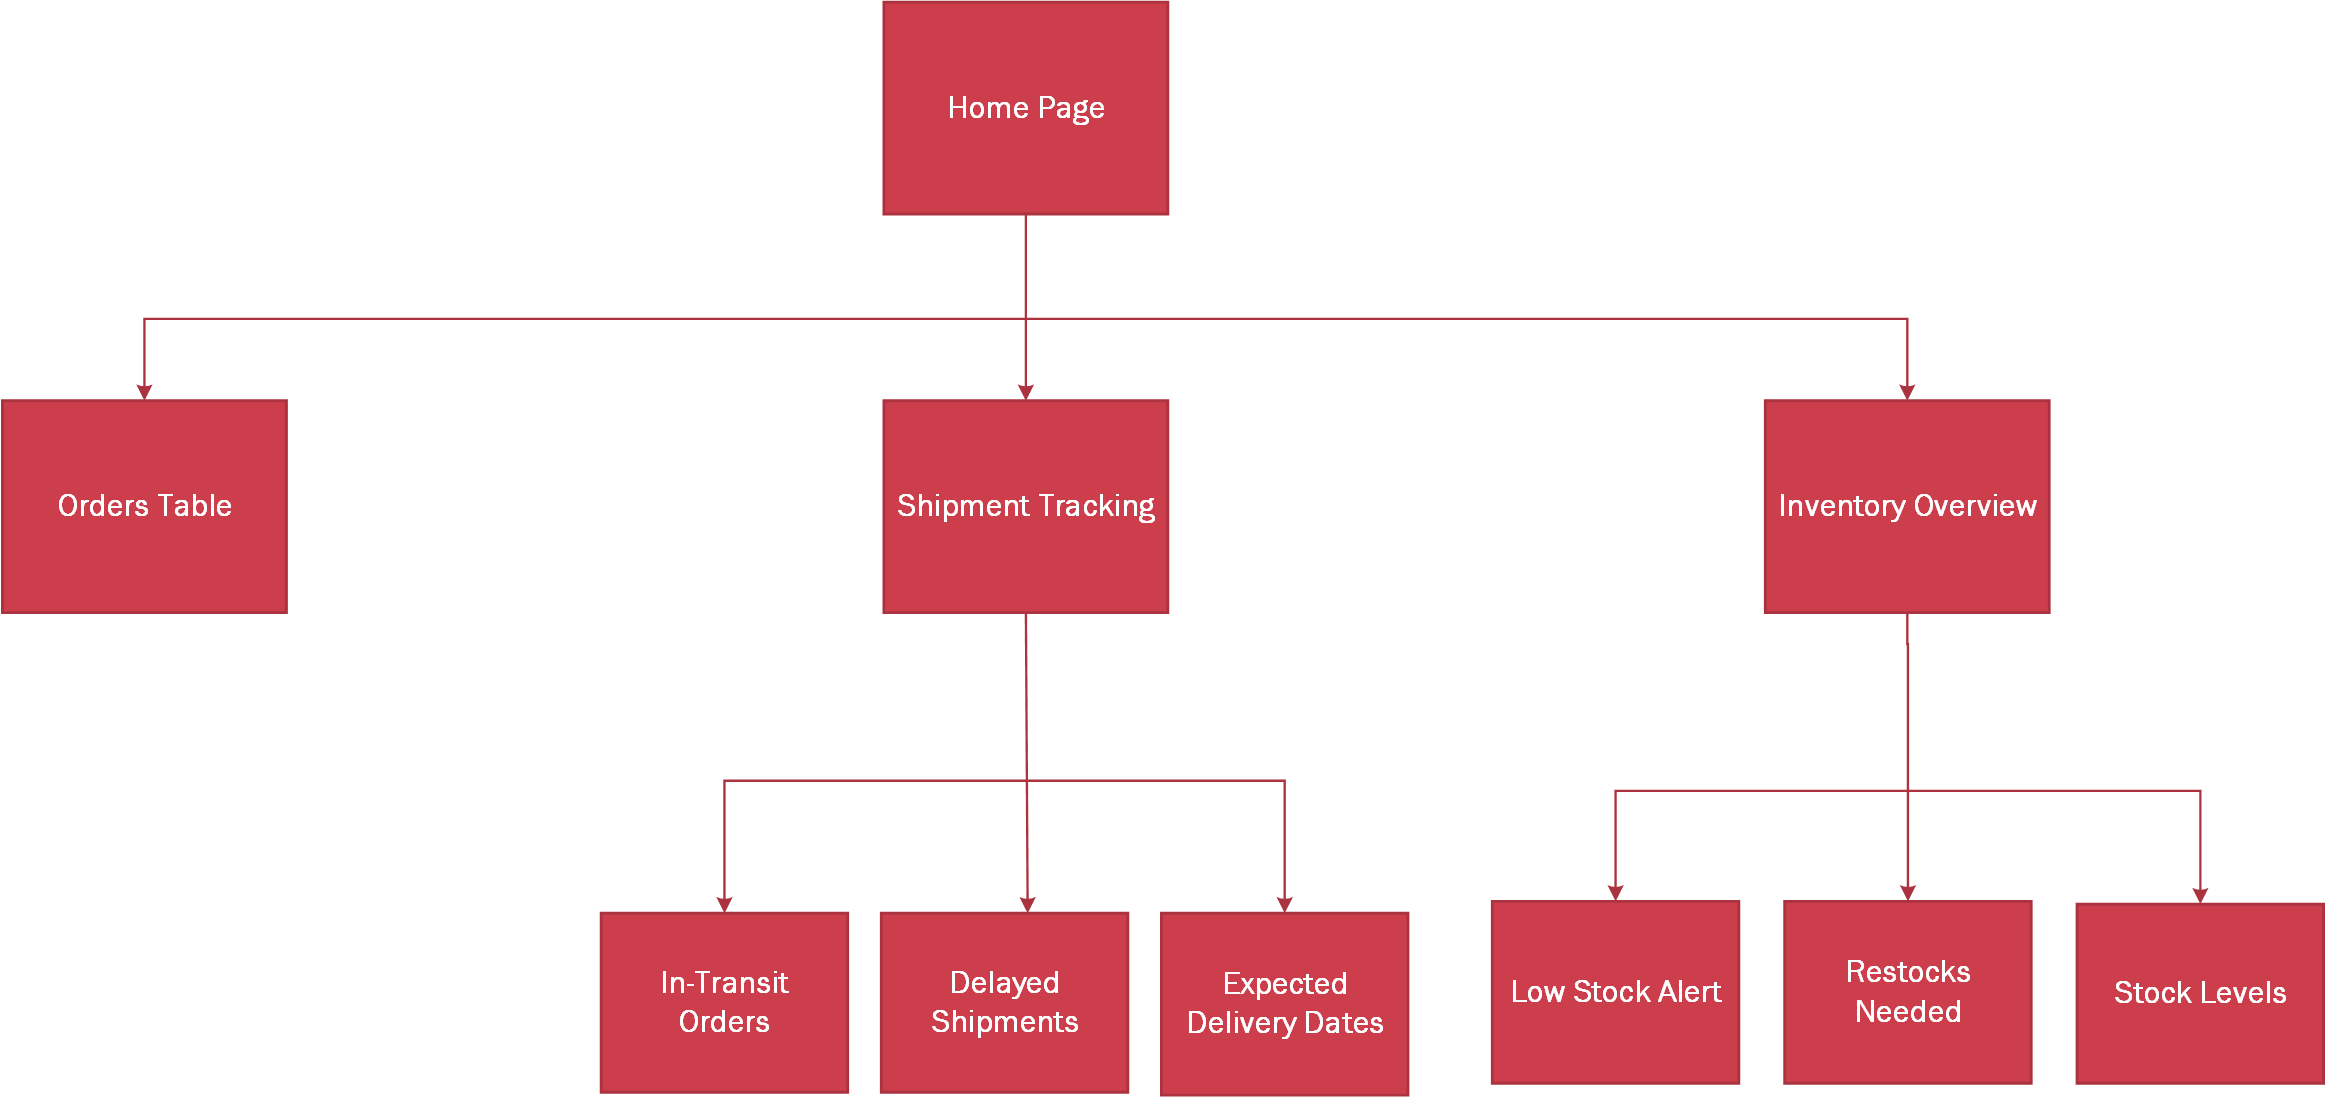 Home Page
Orders Table
Shipment Tracking
Inventory Overview
In-Transit
Orders
Delayed
Shipments
Expected
Delivery Dates
Low Stock Alert
Restocks
Needed
Stock Levels